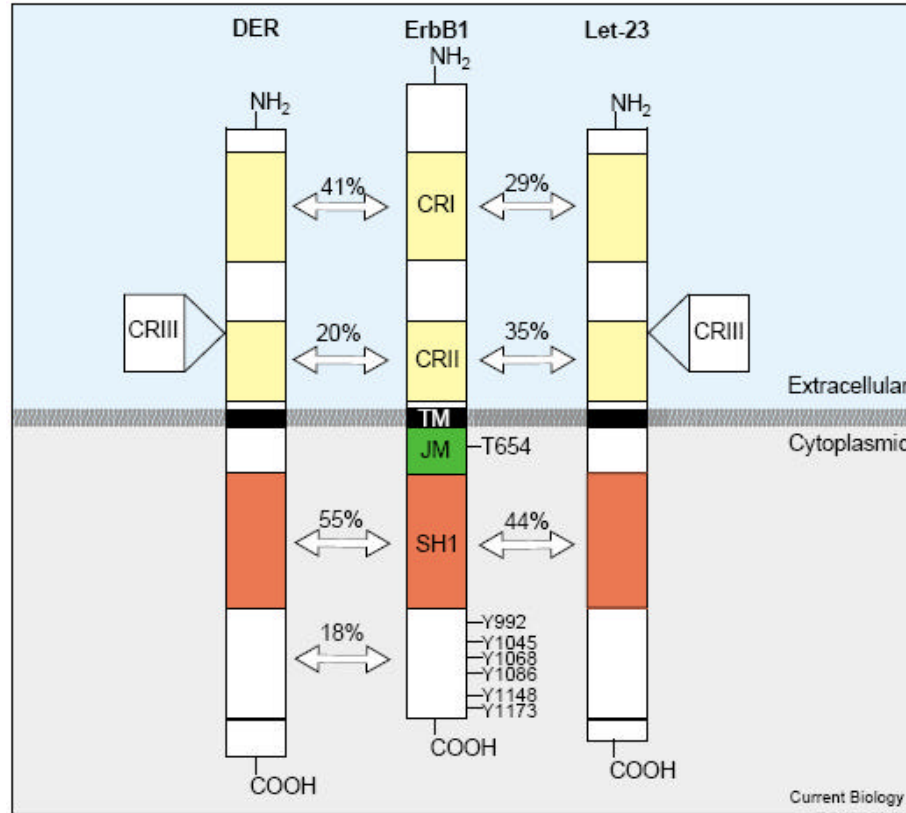 DER ErbB1 Let-23
NH2
NH2 NH2
41% CRI 29%
CRIII CRIII
20% CRII 35%
Extracellular
TM
Cytoplasmic
JM T654
55% SH1 44%
Y992
18% Y1045
Y1068
Y1086
Y1148
Y1173
COOH
COOH COOH
Current Biology